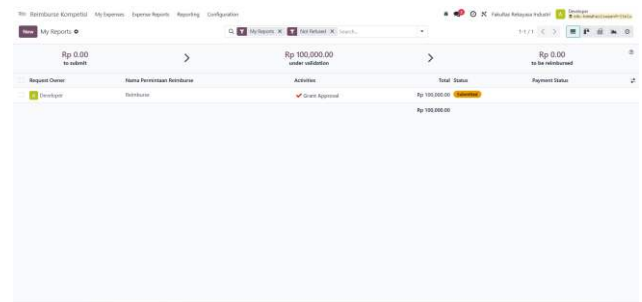 Reimburse Kompetisi My Expenses Expense Reports Reporting Configuration Fakultas Rekayasa Industri A Developer
New My Reports My Reports × Not Refused × Search... 1-1 / 1
Rp 0.00 Rp 100,000.00 Rp 0.00
to submit under validation to be reimbursed
Request Owner Nama Permintaan Reimburse Activities Total Status Payment Status
A Developer Reimburse Grant Approval Rp 100,000.00 Submitted
Rp 100,000.00